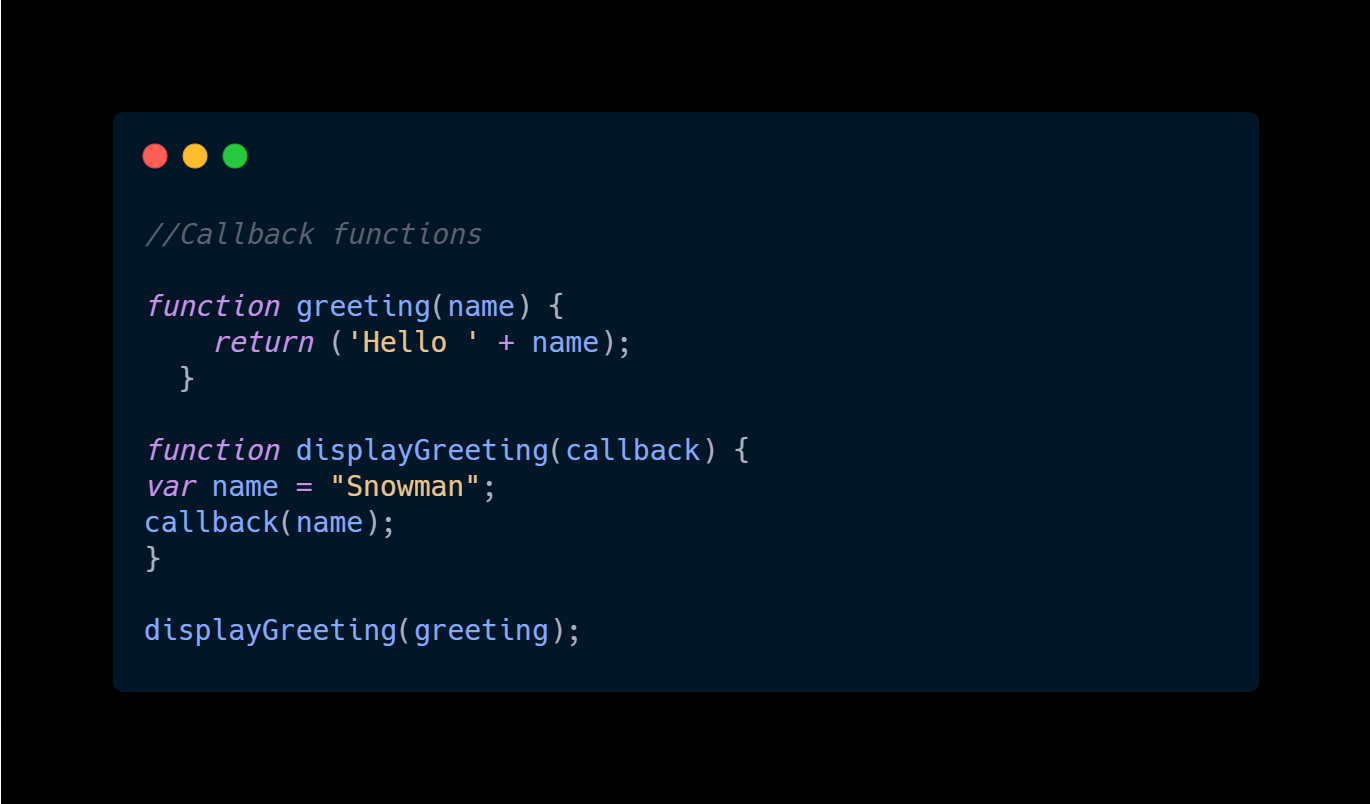 //Callback functions

function greeting(name) {
    return ('Hello ' + name);
  }

function displayGreeting(callback) {
var name = "Snowman";
callback(name);
}

displayGreeting(greeting);